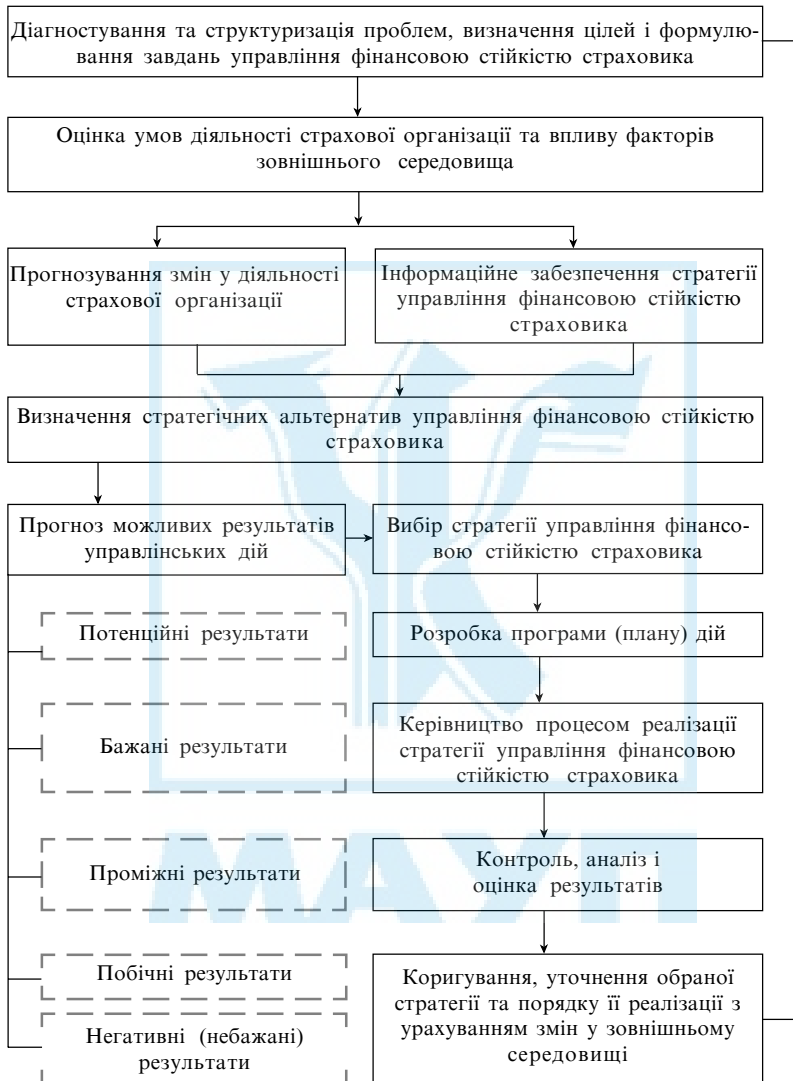 Діагностування та структуризація проблем, визначення цілей і формулю-
вання завдань управління фінансовою стійкістю страховика
Оцінка умов діяльності страхової організації та впливу факторів
зовнішнього середовища
Прогнозування змін у діяльності
страхової організації
Інформаційне забезпечення стратегії
управління фінансовою стійкістю
страховика
Визначення стратегічних альтернатив управління фінансовою стійкістю
страховика
Прогноз можливих результатів
управлінських дій
Вибір стратегії управління фінансо-
вою стійкістю страховика
Потенційні результати
Розробка програми (плану) дій
Бажані результати
Керівництво процесом реалізації
стратегії управління фінансовою
стійкістю страховика
Проміжні результати
Контроль, аналіз і
оцінка результатів
Побічні результати
Негативні (небажані)
результати
Коригування, уточнення обраної
стратегії та порядку її реалізації з
урахуванням змін у зовнішньому
середовищі
МАУП